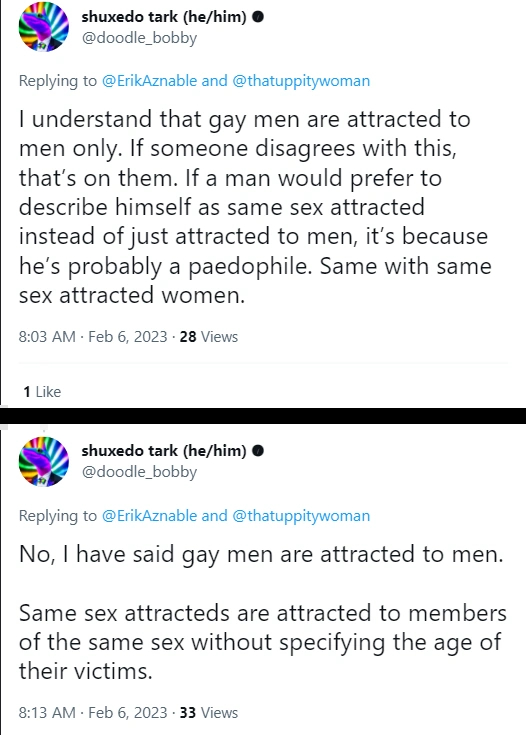 shuxedo tark (he/him)
@doodle_bobby
Replying to @ErikAznable and @thatuppitywoman
I understand that gay men are attracted to
men only. If someone disagrees with this,
that's on them. If a man would prefer to
describe himself as same sex attracted
instead of just attracted to men, it's because
he's probably a paedophile. Same with same
sex attracted women.
8:03 AM · Feb 6, 2023 · 28 Views
1 Like
shuxedo tark (he/him)
@doodle_bobby
Replying to @ErikAznable and @thatuppitywoman
No, I have said gay men are attracted to men.
Same sex attracteds are attracted to members
of the same sex without specifying the age of
their victims.
8:13 AM · Feb 6, 2023 · 33 Views